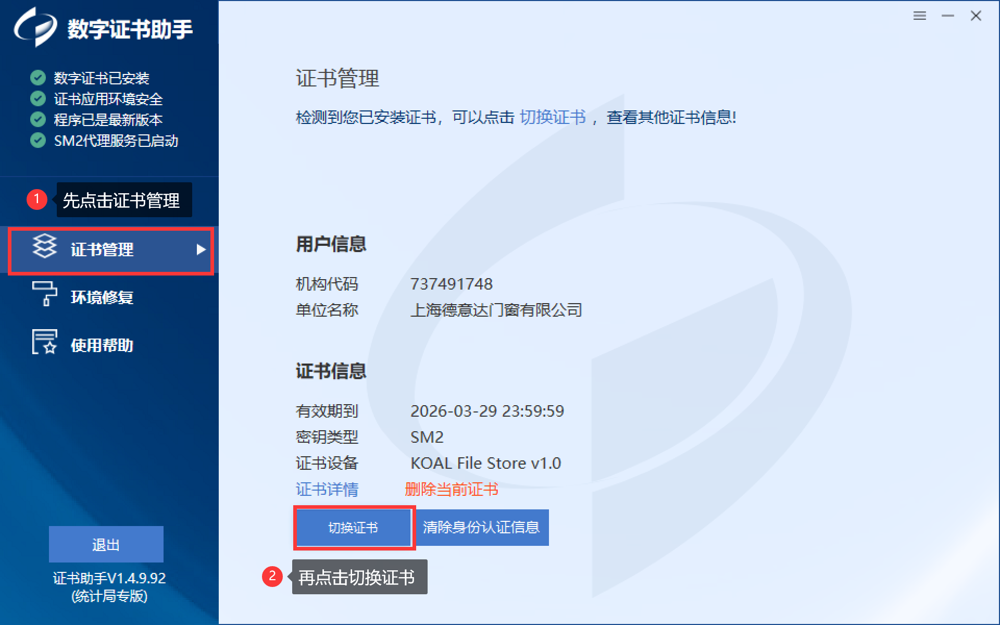 数字证书助手
数字证书已安装
证书应用环境安全
程序已是最新版本
SM2代理服务已启动
1 先点击证书管理
证书管理
环境修复
使用帮助
退出
证书助手V1.4.9.92
(统计局专版)
证书管理
检测到您已安装证书，可以点击 切换证书 ，查看其他证书信息!
用户信息
机构代码 737491748
单位名称 上海德意达门窗有限公司
证书信息
有效期到 2026-03-29 23:59:59
密钥类型 SM2
证书设备 KOAL File Store v1.0
证书详情 删除当前证书
切换证书 清除身份认证信息
2 再点击切换证书